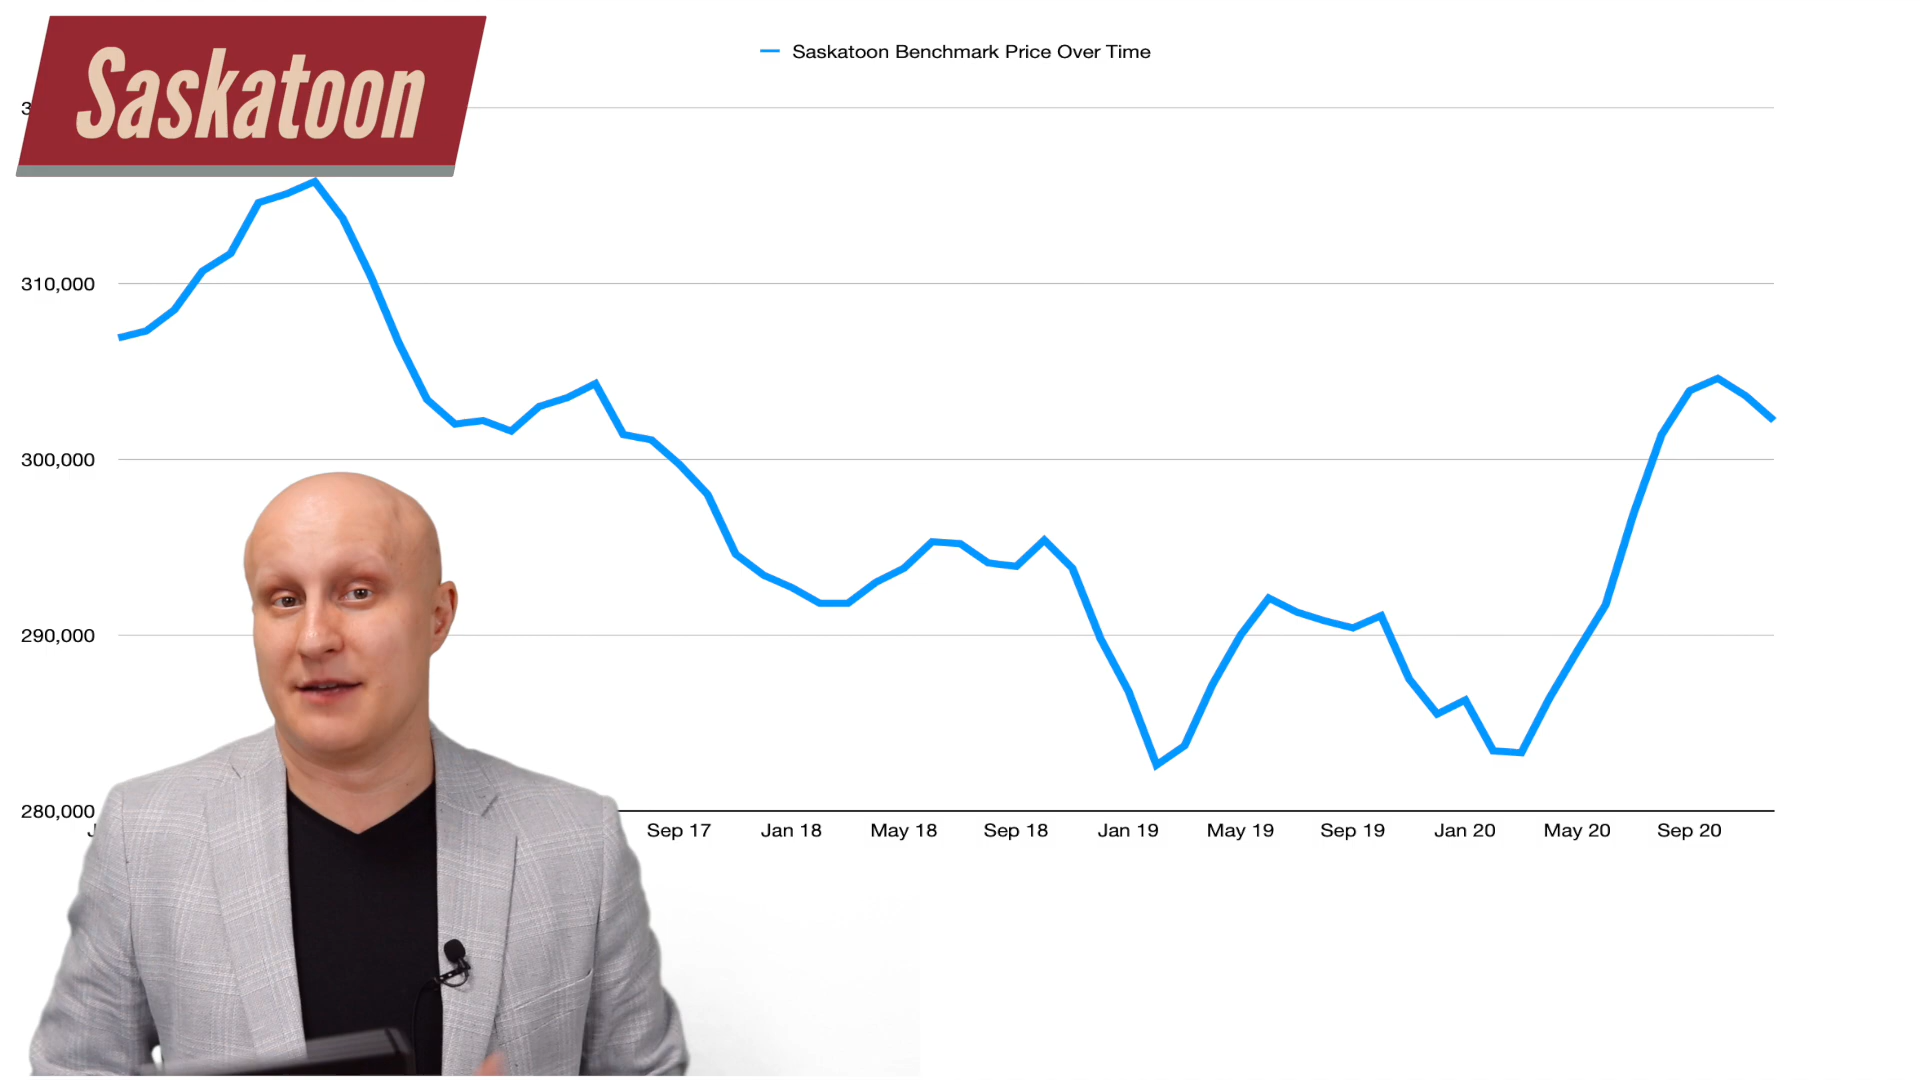 Saskatoon
Saskatoon Benchmark Price Over Time
310,000
300,000
290,000
280,000
Sep 17
Jan 18
May 18
Sep 18
Jan 19
May 19
Sep 19
Jan 20
May 20
Sep 20